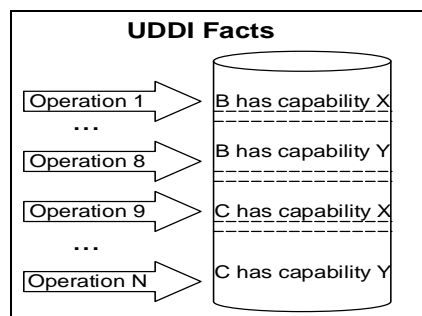 UDDI Facts
Operation 1
B has capability X
...
Operation 8
B has capability Y
Operation 9
C has capability X
...
Operation N
C has capability Y